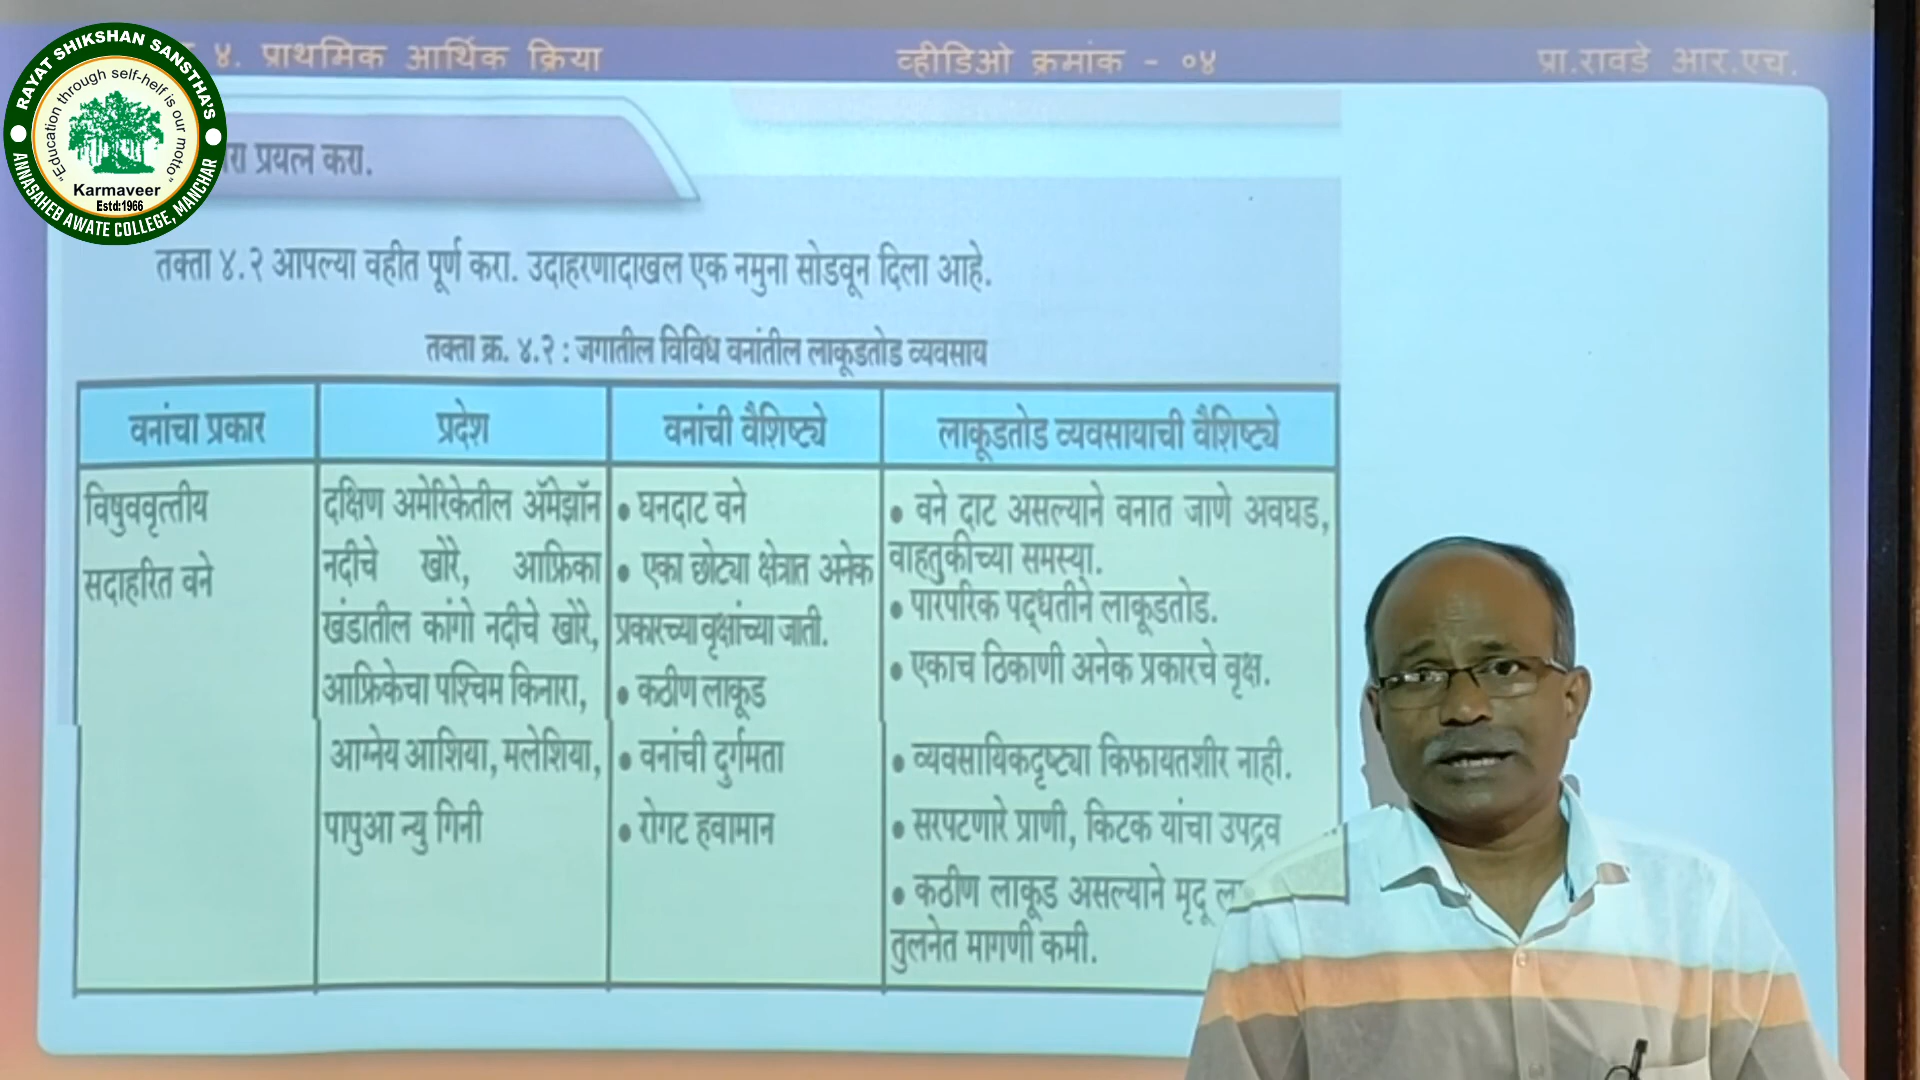 RAYAT SHIKSHAN SANSTHA'S
"Education through self-help is our motto"
Karmaveer
Estd:1966
ANNASAHEB AWATE COLLEGE, MANCHAR
४. प्राथमिक आर्थिक क्रिया
व्हीडिओ क्रमांक - ०४
प्रा.रावडे आर.एच.
प्रयत्न करा.
तक्ता ४.२ आपल्या वहीत पूर्ण करा. उदाहरणादाखल एक नमुना सोडवून दिला आहे.
तक्ता क्र. ४.२ : जगातील विविध वनांतील लाकूडतोड व्यवसाय
वनांचा प्रकार
प्रदेश
वनांची वैशिष्ट्ये
लाकूडतोड व्यवसायाची वैशिष्ट्ये
विषुववृत्तीय
सदाहरित वने
दक्षिण अमेरिकेतील ॲमेझॉन
नदीचे खोरे, आफ्रिका
खंडातील कांगो नदीचे खोरे,
आफ्रिकेचा पश्चिम किनारा,
आग्नेय आशिया, मलेशिया,
पापुआ न्यु गिनी
• घनदाट वने
• एका छोट्या क्षेत्रात अनेक
प्रकारच्या वृक्षांच्या जाती.
• कठीण लाकूड
• वनांची दुर्गमता
• रोगट हवामान
• वने दाट असल्याने वनात जाणे अवघड,
वाहतुकीच्या समस्या.
• पारंपरिक पद्धतीने लाकूडतोड.
• एकाच ठिकाणी अनेक प्रकारचे वृक्ष.
• व्यवसायिकदृष्ट्या किफायतशीर नाही.
• सरपटणारे प्राणी, किटक यांचा उपद्रव
• कठीण लाकूड असल्याने मृदू
तुलनेत मागणी कमी.